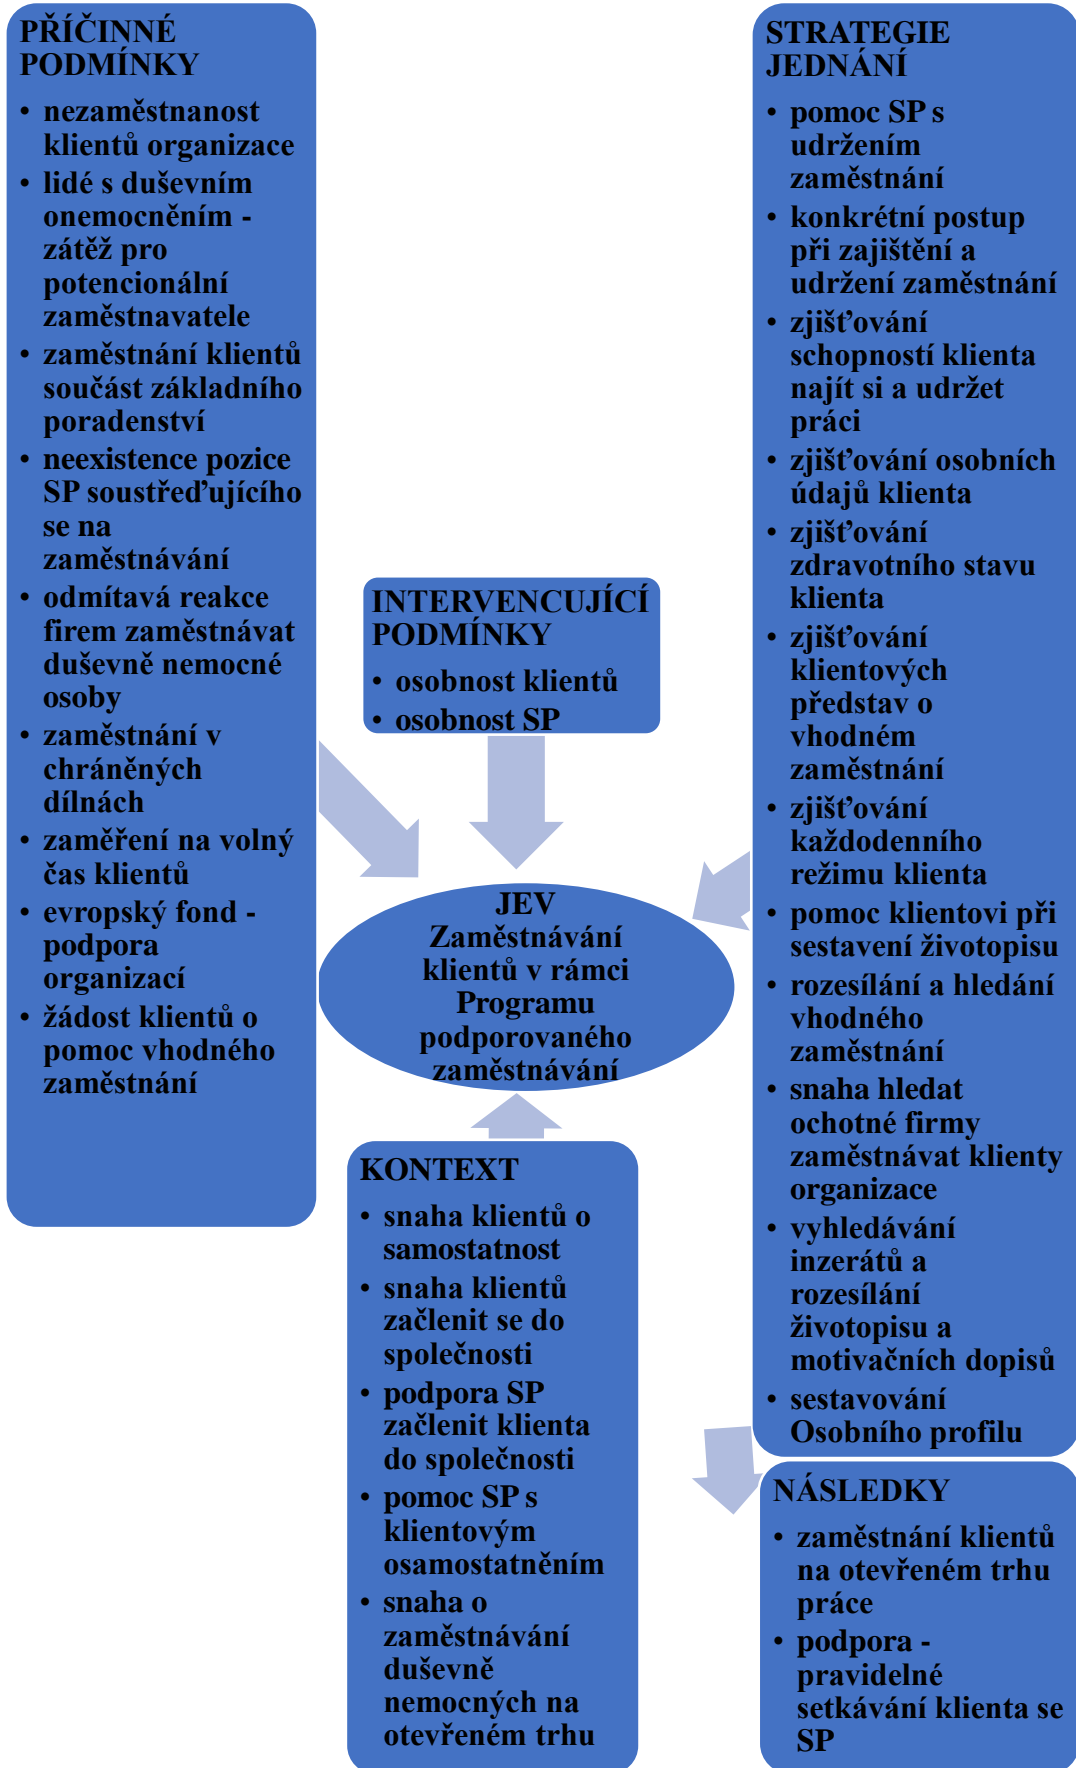 PŘÍČINNÉ
PODMÍNKY
• nezaměstnanost
klientů organizace
• lidé s duševním
onemocněním -
zátěž pro
potencionální
zaměstnavatele
• zaměstnání klientů
součást základního
poradenství
• neexistence pozice
SP soustřeďujícího
se na
zaměstnávání
• odmítavá reakce
firem zaměstnávat
duševně nemocné
osoby
• zaměstnání v
chráněných
dílnách
• zaměření na volný
čas klientů
• evropský fond -
podpora
organizací
• žádost klientů o
pomoc vhodného
zaměstnání
INTERVENCUJÍCÍ
PODMÍNKY
• osobnost klientů
• osobnost SP
JEV
Zaměstnávání
klientů v rámci
Programu
podporovaného
zaměstnávání
KONTEXT
• snaha klientů o
samostatnost
• snaha klientů
začlenit se do
společnosti
• podpora SP
začlenit klienta
do společnosti
• pomoc SP s
klientovým
osamostatněním
• snaha o
zaměstnávání
duševně
nemocných na
otevřeném trhu
STRATEGIE
JEDNÁNÍ
• pomoc SP s
udržením
zaměstnání
• konkrétní postup
při zajištění a
udržení zaměstnání
• zjišťování
schopností klienta
najít si a udržet
práci
• zjišťování osobních
údajů klienta
• zjišťování
zdravotního stavu
klienta
• zjišťování
klientových
představ o
vhodném
zaměstnání
• zjišťování
každodenního
režimu klienta
• pomoc klientovi při
sestavení životopisu
• rozesílání a hledání
vhodného
zaměstnání
• snaha hledat
ochotné firmy
zaměstnávat klienty
organizace
• vyhledávání
inzerátů a
rozesílání
životopisu a
motivačních dopisů
• sestavování
Osobního profilu
NÁSLEDKY
• zaměstnání klientů
na otevřeném trhu
práce
• podpora -
pravidelné
setkávání klienta se
SP